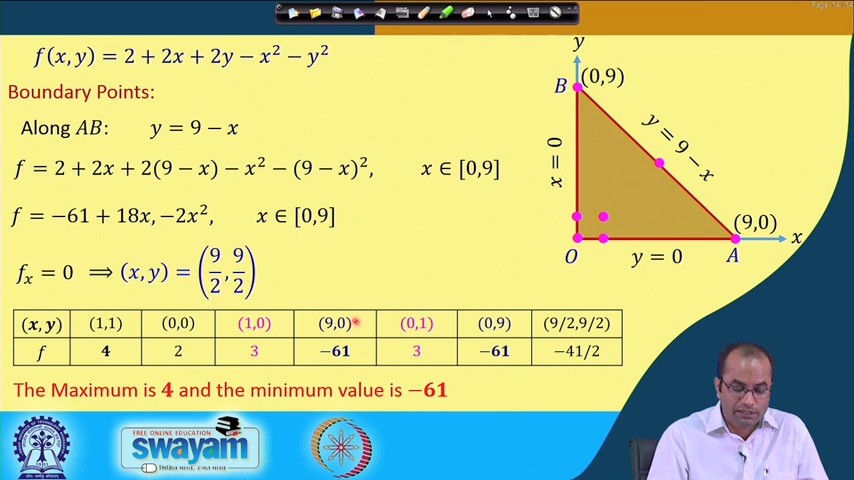 Page 14 / 14
f(x, y) = 2 + 2x + 2y − x² − y²
Boundary Points:
Along AB: y = 9 − x
f = 2 + 2x + 2(9 − x) − x² − (9 − x)², x ∈ [0,9]
f = −61 + 18x, −2x², x ∈ [0,9]
fₓ = 0 ⟹ (x, y) = (9/2, 9/2)
y
B (0,9)
x = 0
y = 9 − x
(9,0)
x
O y = 0 A
(x, y) (1,1) (0,0) (1,0) (9,0) (0,1) (0,9) (9/2,9/2)
f 4 2 3 −61 3 −61 −41/2
The Maximum is 4 and the minimum value is −61
FREE ONLINE EDUCATION
swayam